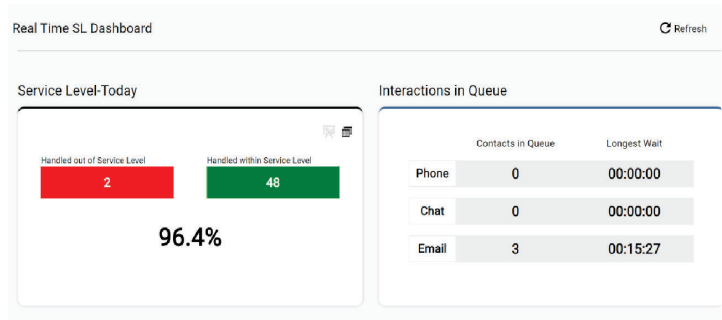 Real Time SL Dashboard
Refresh
Service Level-Today
Handled out of Service Level
2
Handled within Service Level
48
96.4%
Interactions in Queue
Contacts in Queue Longest Wait
Phone 0 00:00:00
Chat 0 00:00:00
Email 3 00:15:27